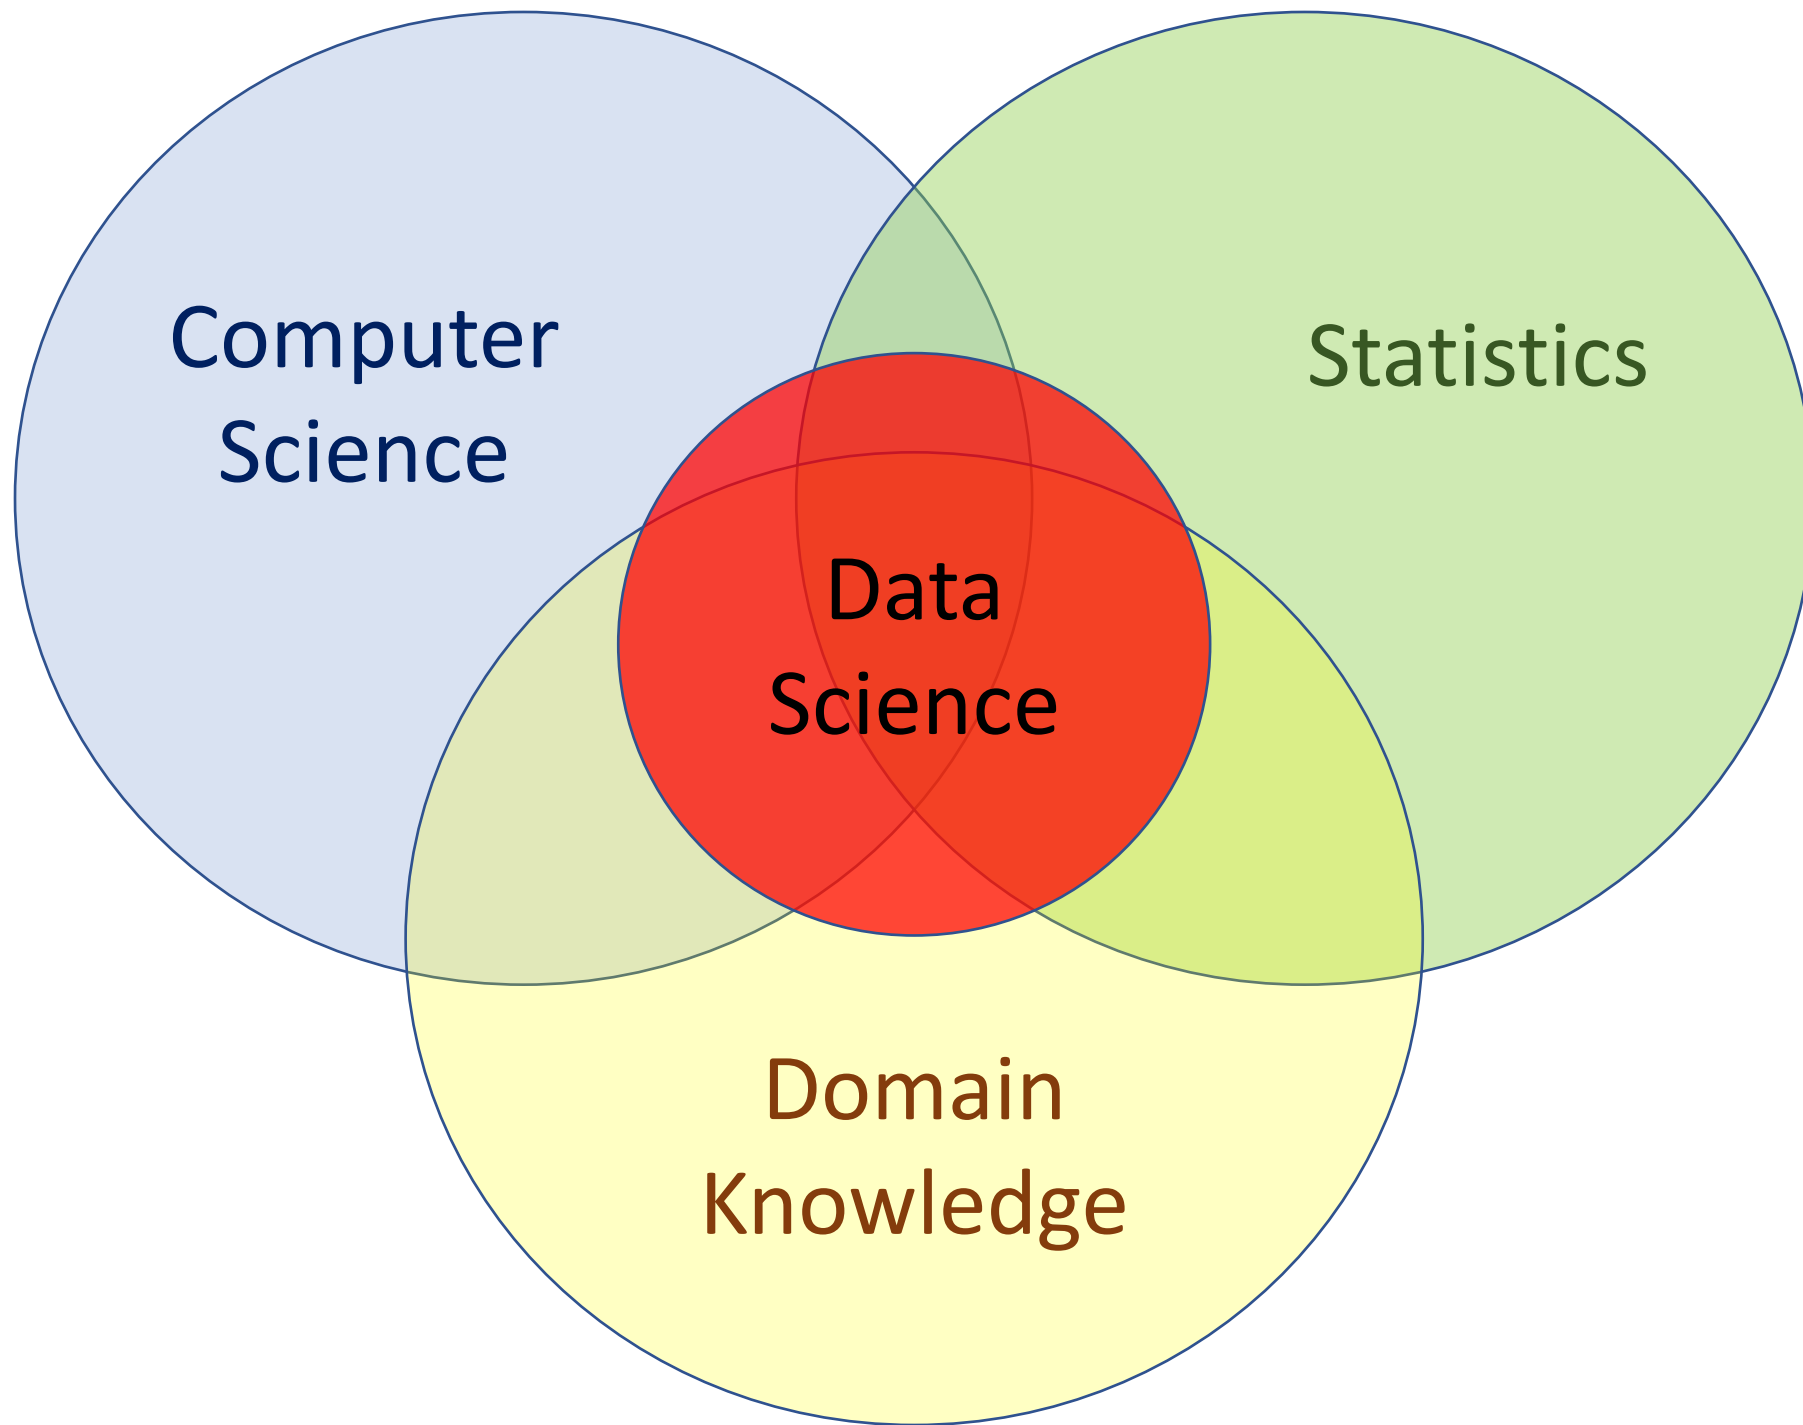 Computer
Science
Statistics
Data
Science
Domain
Knowledge